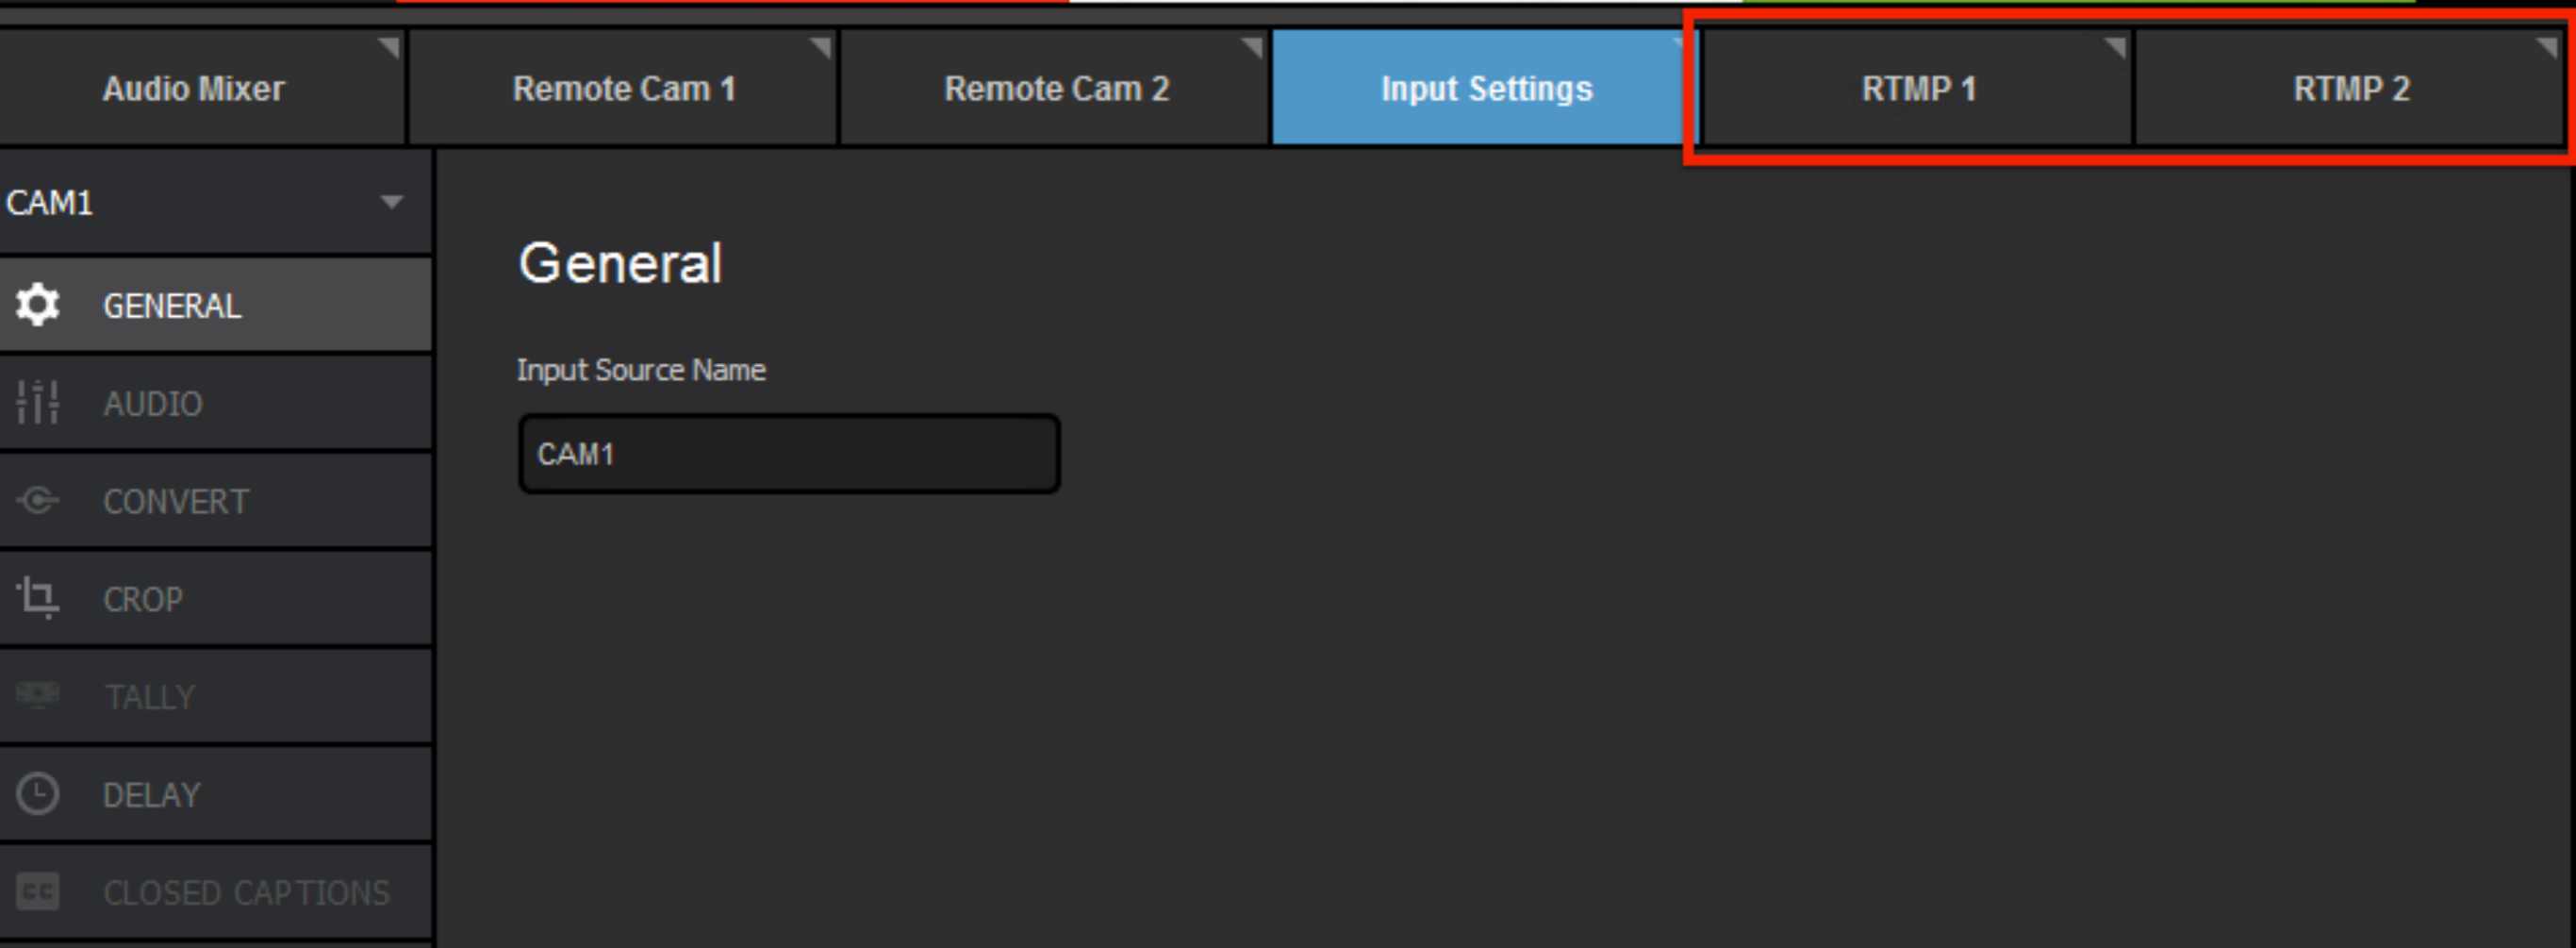 Audio Mixer Remote Cam 1 Remote Cam 2 Input Settings RTMP 1 RTMP 2
CAM1
GENERAL
AUDIO
CONVERT
CROP
TALLY
DELAY
CC CLOSED CAPTIONS
General
Input Source Name
CAM1